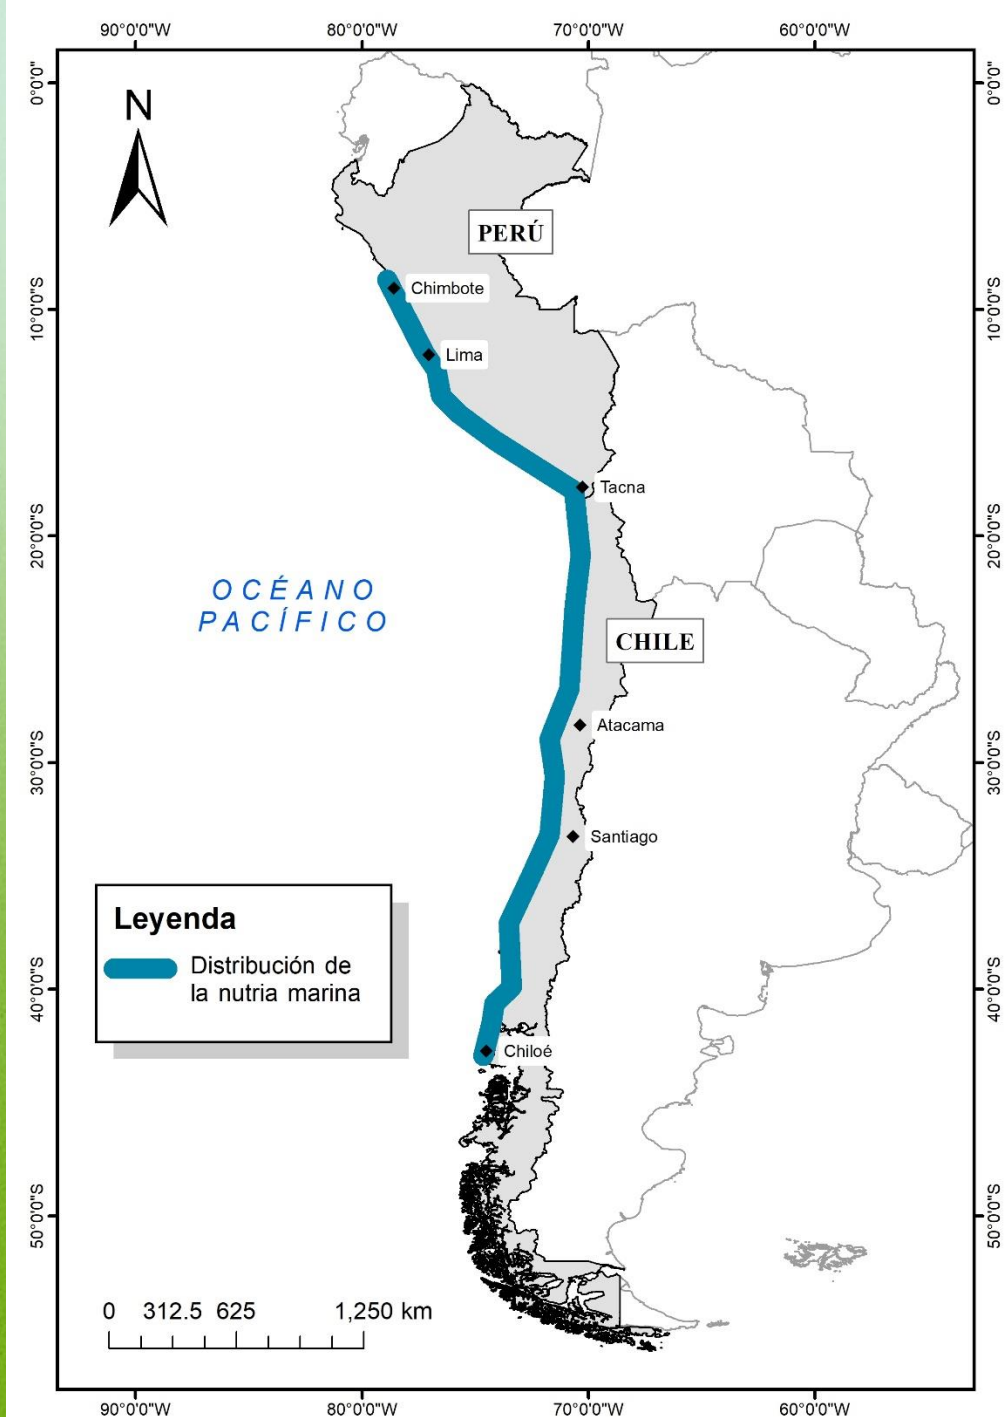 90°0'0"W 80°0'0"W 70°0'0"W 60°0'0"W
0°0'0" 0°0'0"
N
PERÚ
Chimbote
10°0'0"S 10°0'0"S
Lima
Tacna
20°0'0"S 20°0'0"S
OCÉANO
PACÍFICO
CHILE
Atacama
30°0'0"S 30°0'0"S
Santiago
Leyenda
Distribución de
la nutria marina
40°0'0"S 40°0'0"S
Chiloé
50°0'0"S 50°0'0"S
0 312.5 625 1,250 km
90°0'0"W 80°0'0"W 70°0'0"W 60°0'0"W